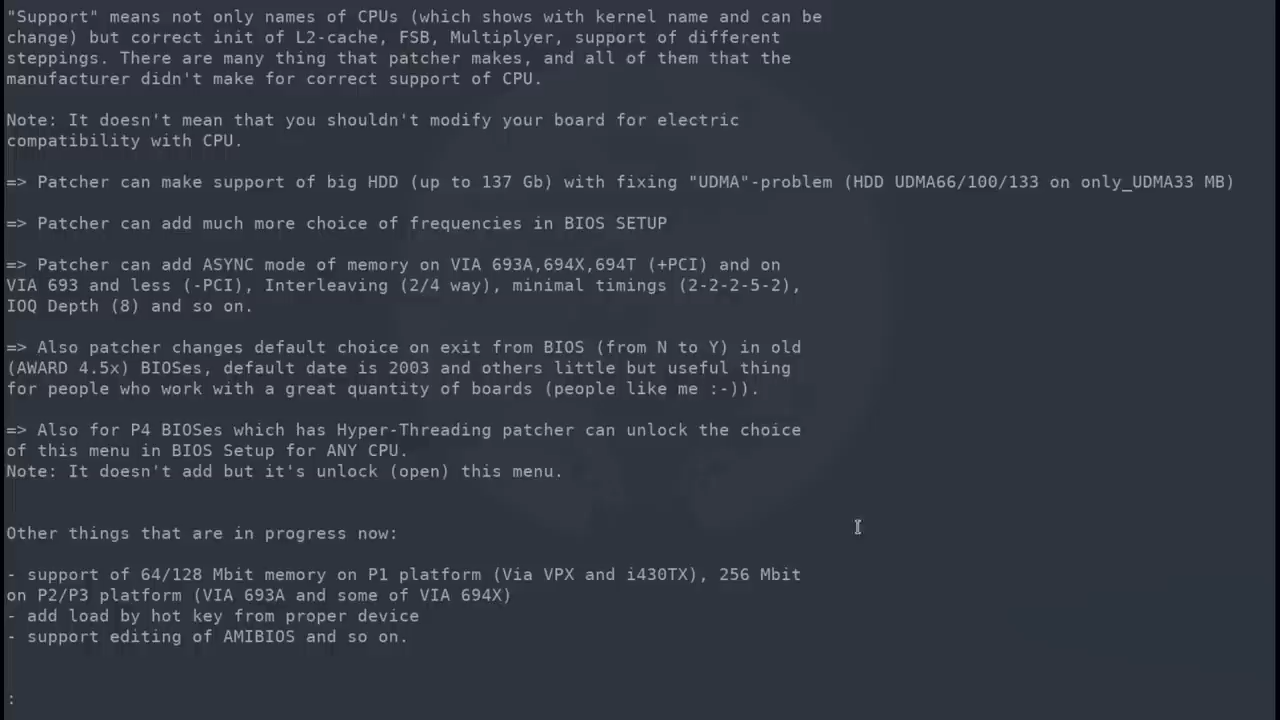 "Support" means not only names of CPUs (which shows with kernel name and can be
change) but correct init of L2-cache, FSB, Multiplyer, support of different
steppings. There are many thing that patcher makes, and all of them that the
manufacturer didn't make for correct support of CPU.
Note: It doesn't mean that you shouldn't modify your board for electric
compatibility with CPU.
=> Patcher can make support of big HDD (up to 137 Gb) with fixing "UDMA"-problem (HDD UDMA66/100/133 on only_UDMA33 MB)
=> Patcher can add much more choice of frequencies in BIOS SETUP
=> Patcher can add ASYNC mode of memory on VIA 693A,694X,694T (+PCI) and on
VIA 693 and less (-PCI), Interleaving (2/4 way), minimal timings (2-2-2-5-2),
IOQ Depth (8) and so on.
=> Also patcher changes default choice on exit from BIOS (from N to Y) in old
(AWARD 4.5x) BIOSes, default date is 2003 and others little but useful thing
for people who work with a great quantity of boards (people like me :-)).
=> Also for P4 BIOSes which has Hyper-Threading patcher can unlock the choice
of this menu in BIOS Setup for ANY CPU.
Note: It doesn't add but it's unlock (open) this menu.
Other things that are in progress now:
- support of 64/128 Mbit memory on P1 platform (Via VPX and i430TX), 256 Mbit
on P2/P3 platform (VIA 693A and some of VIA 694X)
- add load by hot key from proper device
- support editing of AMIBIOS and so on.
: